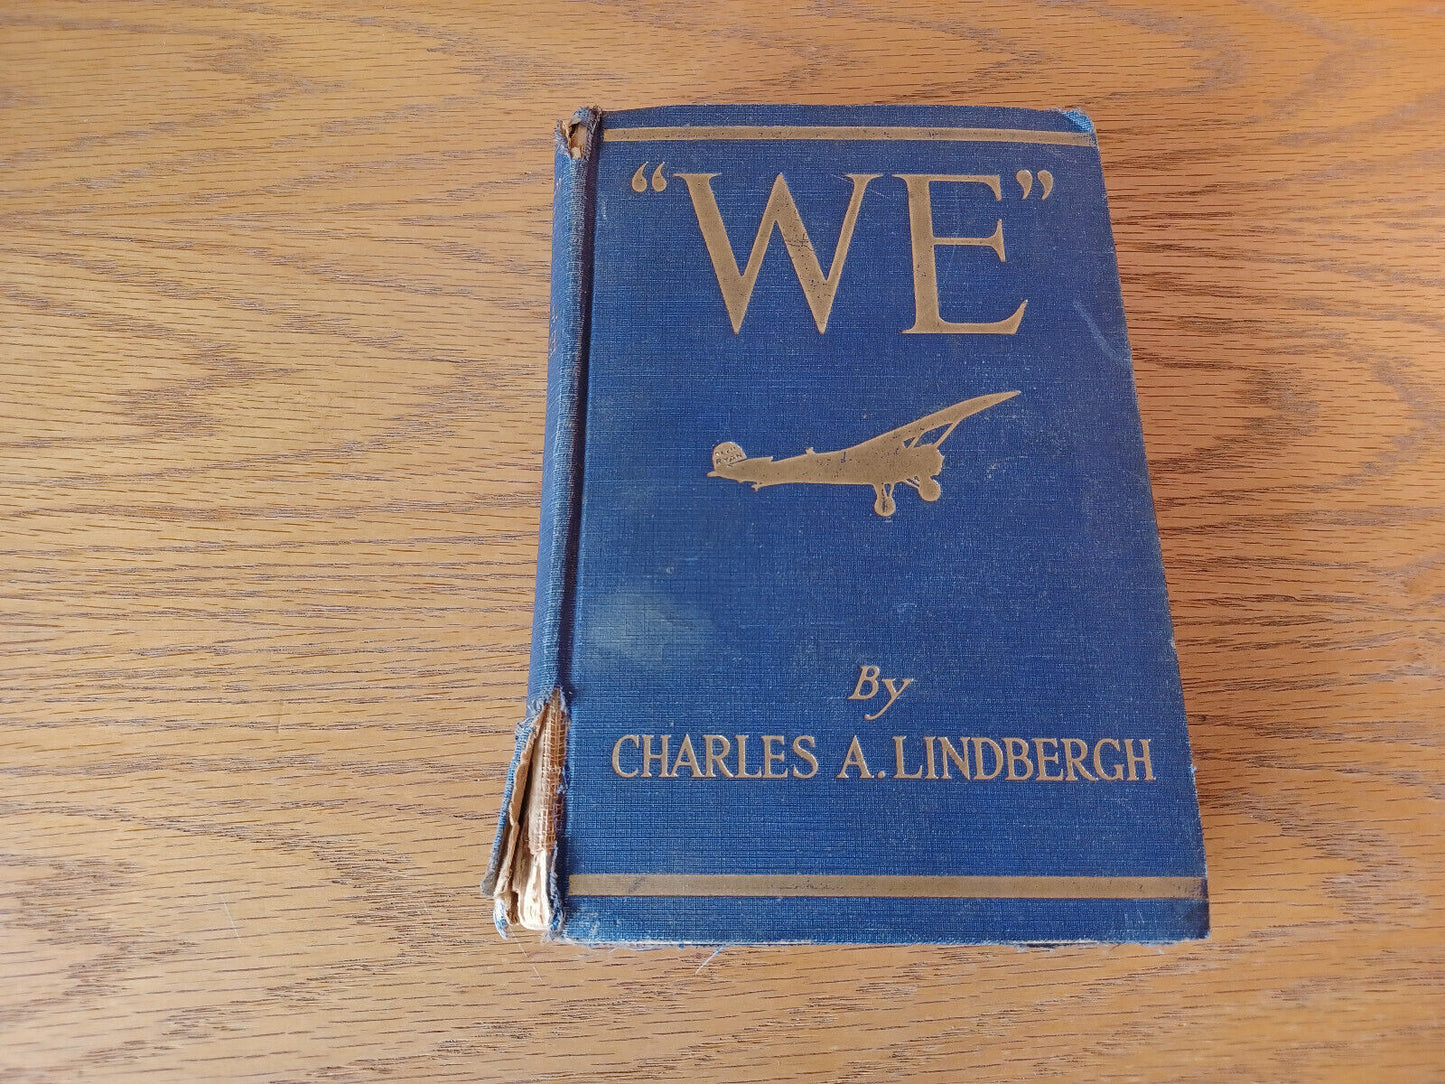 “WE”
By
CHARLES A. LINDBERGH